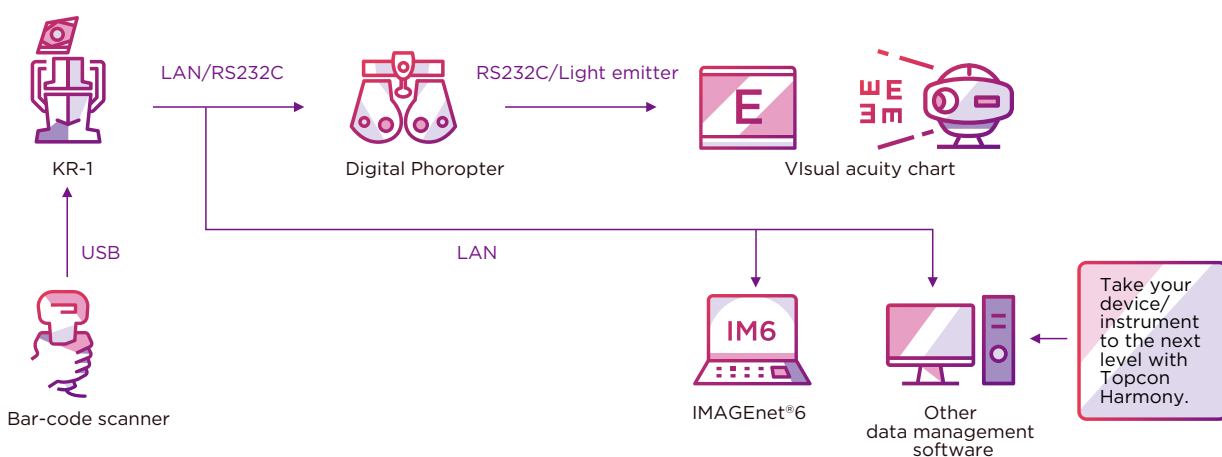 LAN/RS232C
RS232C/Light emitter
E
E E
E E
KR-1
Digital Phoropter
VIsual acuity chart
USB
LAN
IM6
Take your
device/
instrument
to the next
level with
Topcon
Harmony.
Bar-code scanner
IMAGEnet®6
Other
data management
software